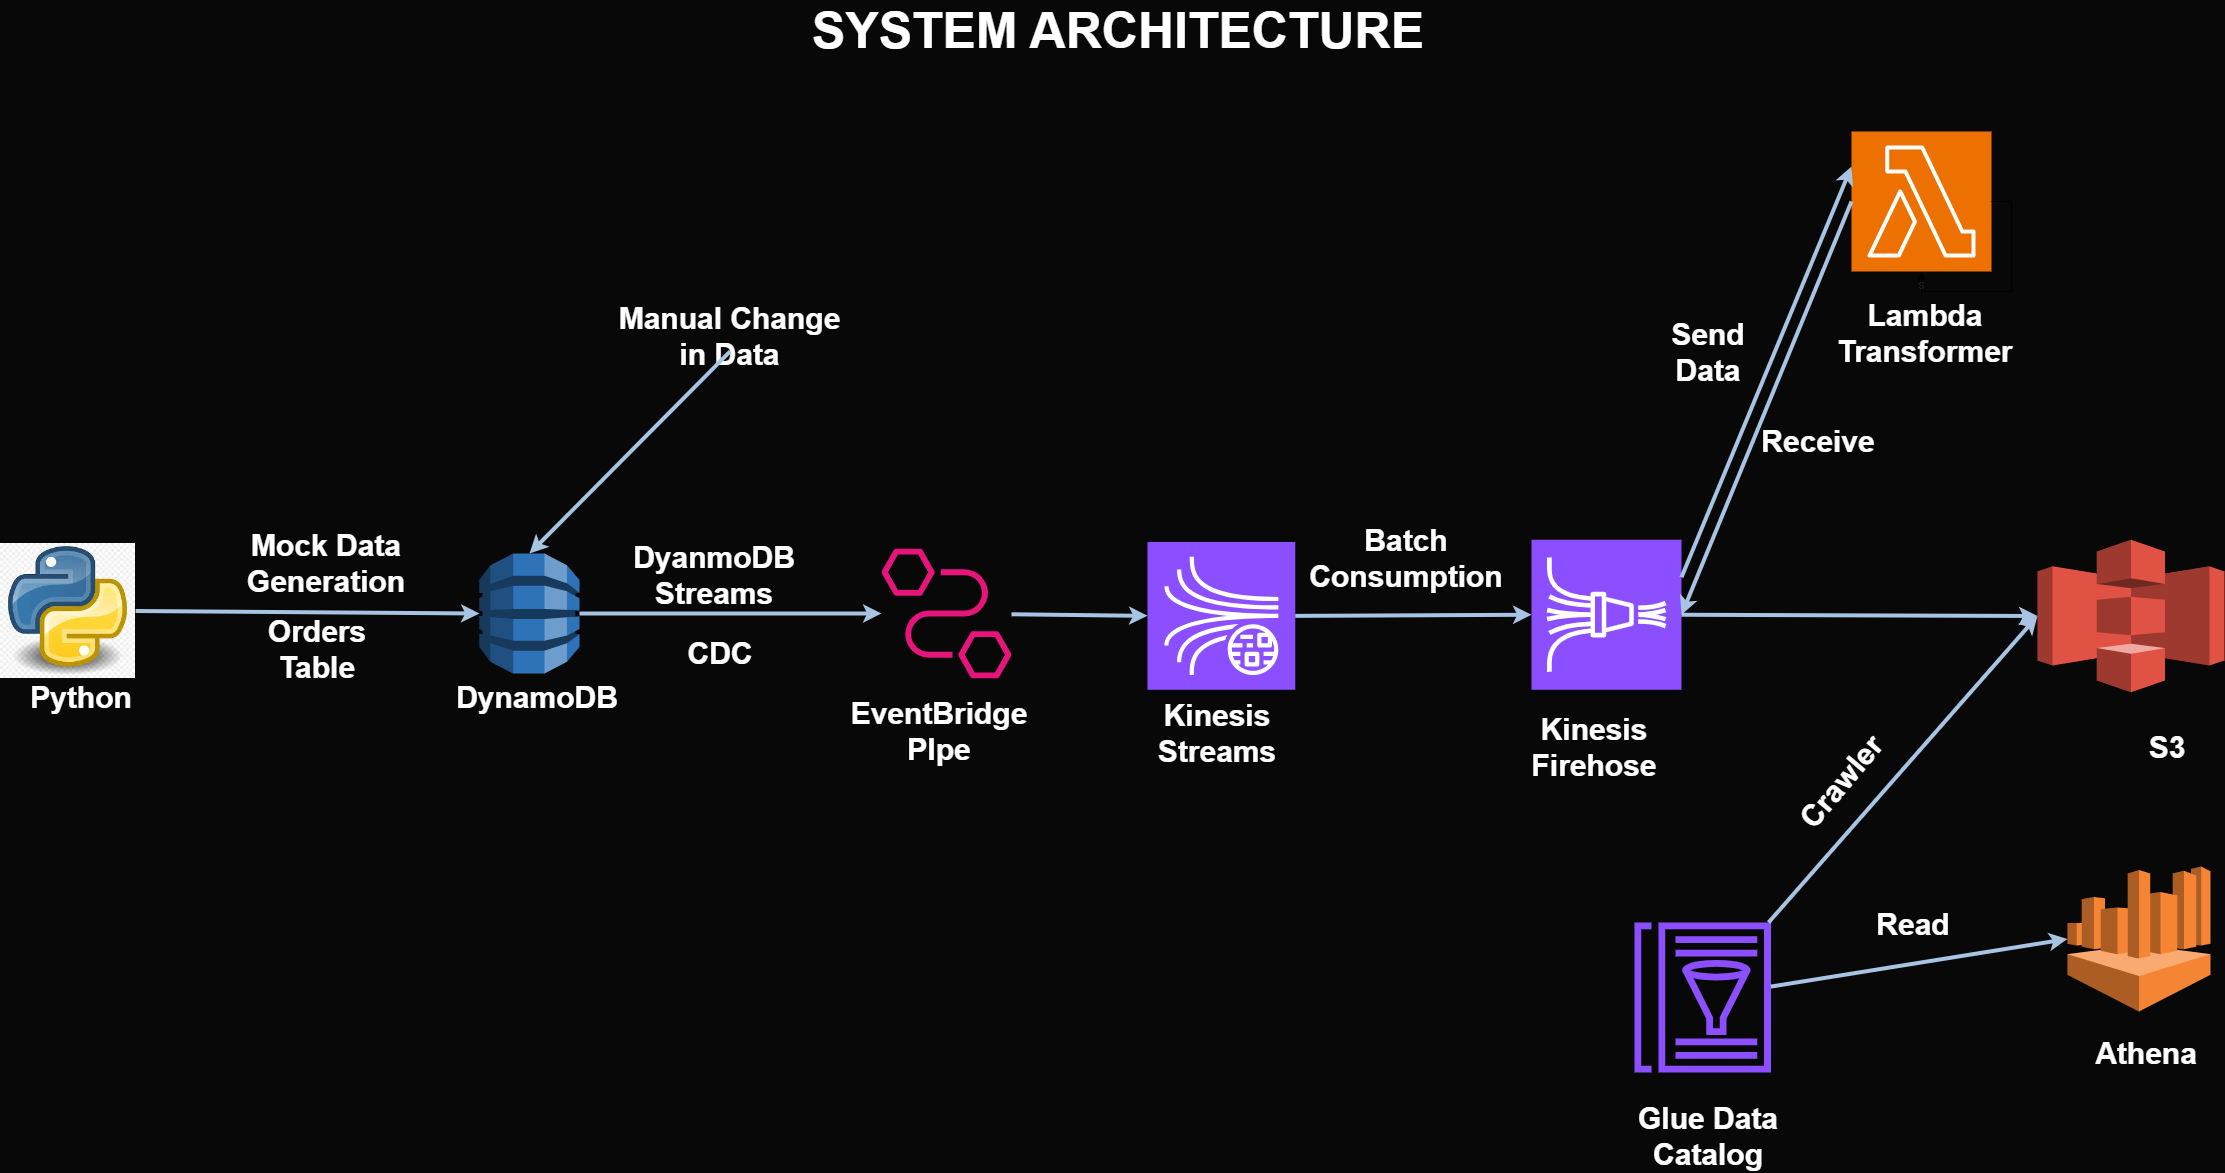 SYSTEM ARCHITECTURE
Manual Change
in Data
Send
Data
Receive
Lambda
Transformer
s
Mock Data
Generation
Orders
Table
Python
DynamoDB
DyanmoDB
Streams
CDC
EventBridge
PIpe
Kinesis
Streams
Batch
Consumption
Kinesis
Firehose
S3
Crawler
Read
Athena
Glue Data
Catalog